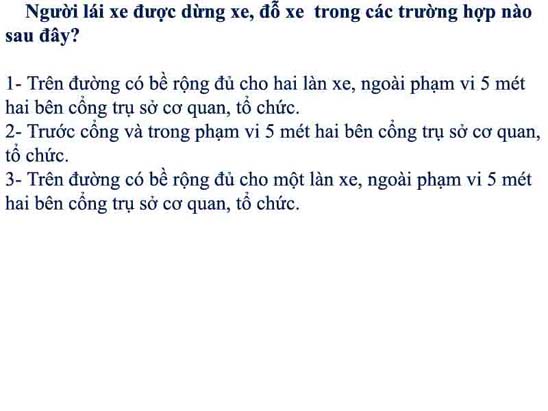 Người lái xe được dừng xe, đỗ xe trong các trường hợp nào
sau đây?
1- Trên đường có bề rộng đủ cho hai làn xe, ngoài phạm vi 5 mét
hai bên cổng trụ sở cơ quan, tổ chức.
2- Trước cổng và trong phạm vi 5 mét hai bên cổng trụ sở cơ quan,
tổ chức.
3- Trên đường có bề rộng đủ cho một làn xe, ngoài phạm vi 5 mét
hai bên cổng trụ sở cơ quan, tổ chức.